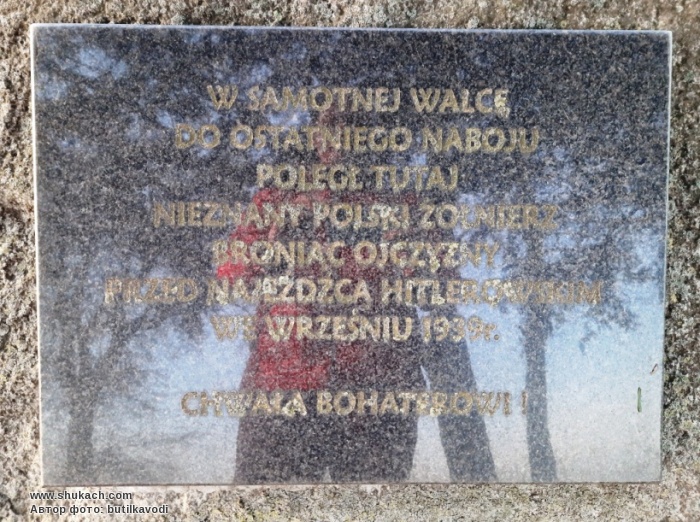 W SAMOTNEJ WALCE
DO OSTATNIEGO NABOJU
POLEGŁ TUTAJ
NIEZNANY POLSKI ŻOŁNIERZ
BRONIĄC OJCZYZNY
PRZED NAJEŹDZCĄ HITLEROWSKIM
WE WRZEŚNIU 1939r.
CHWAŁA BOHATEROWI !
www.shukach.com
Автор фото: butilkavodi